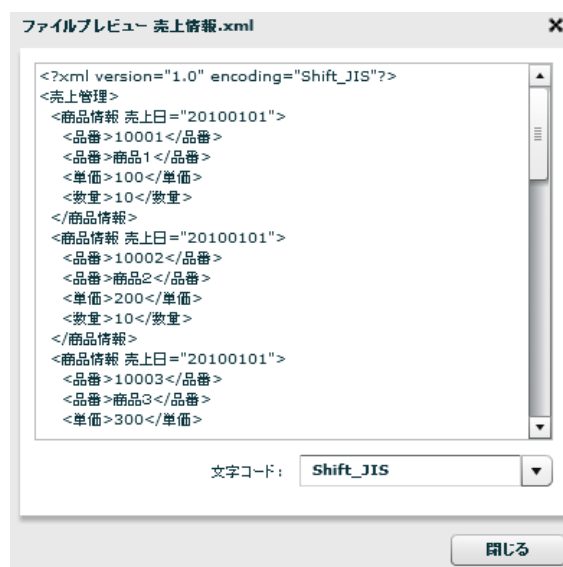 ファイルプレビュー 売上情報.xml
<?xml version="1.0" encoding="Shift_JIS"?>
<売上管理>
<商品情報 売上日="20100101">
<品番>10001</品番>
<品番>商品1</品番>
<単価>100</単価>
<数量>10</数量>
</商品情報>
<商品情報 売上日="20100101">
<品番>10002</品番>
<品番>商品2</品番>
<単価>200</単価>
<数量>10</数量>
</商品情報>
<商品情報 売上日="20100101">
<品番>10003</品番>
<品番>商品3</品番>
<単価>300</単価>
文字コード: Shift_JIS
閉じる